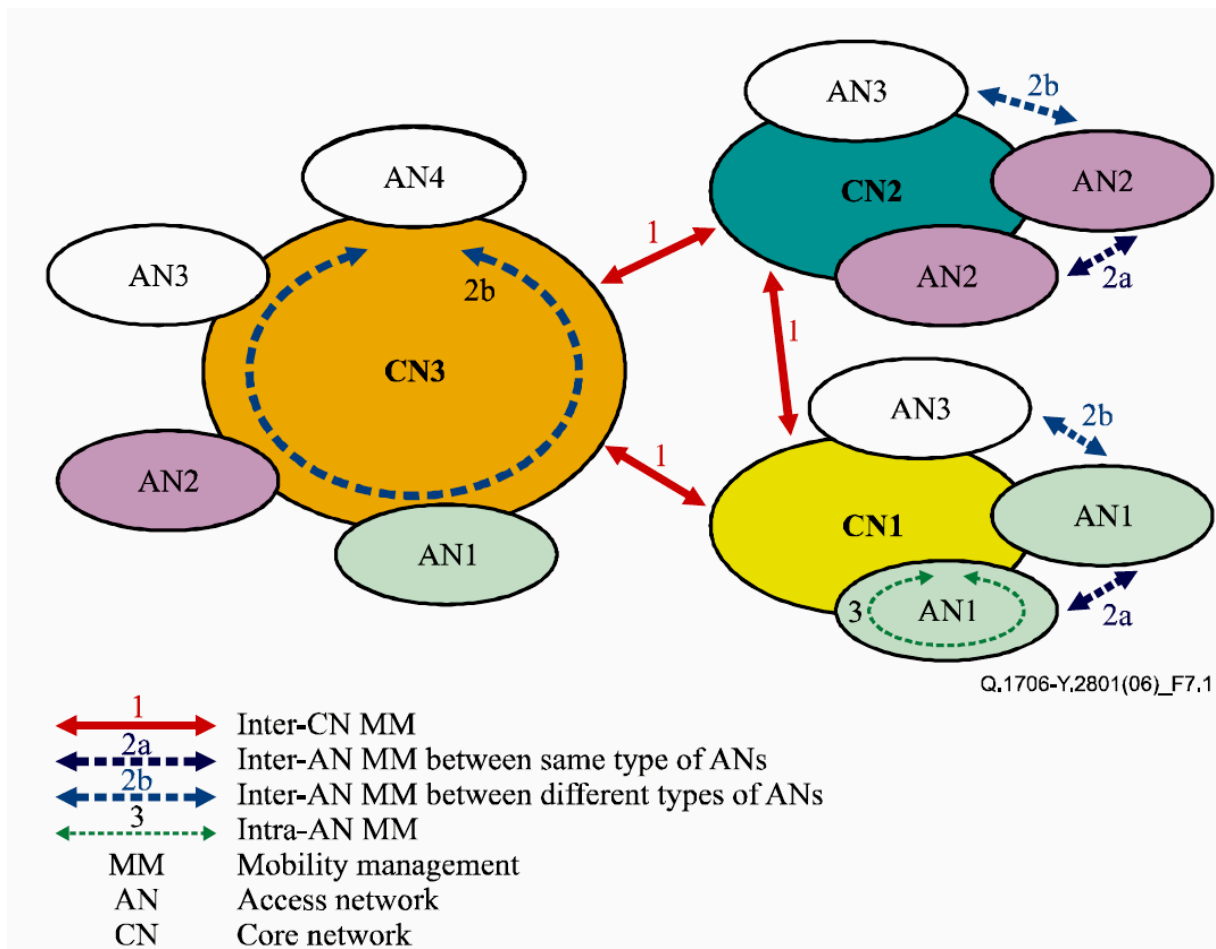 AN3
2b
AN4
CN2
AN2
1
AN3
2b
AN2
2a
1
CN3
AN3
2b
AN2
1
CN1
AN1
AN1
3
AN1
2a
Q.1706-Y.2801(06)_F7.1
1
Inter-CN MM
2a
Inter-AN MM between same type of ANs
2b
Inter-AN MM between different types of ANs
3
Intra-AN MM
MM Mobility management
AN Access network
CN Core network